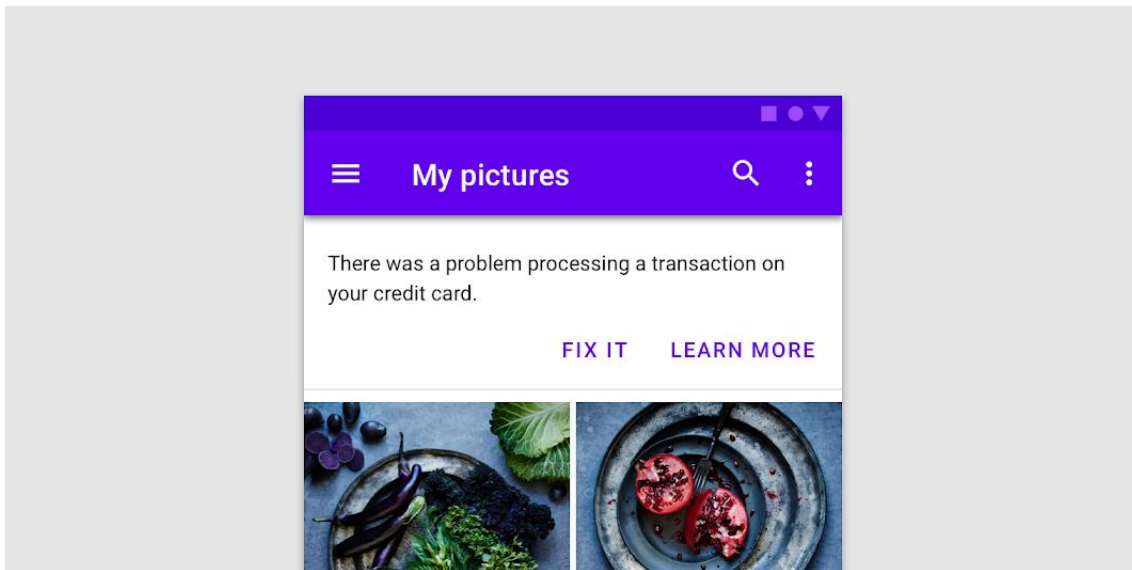 My pictures
There was a problem processing a transaction on
your credit card.
FIX IT LEARN MORE